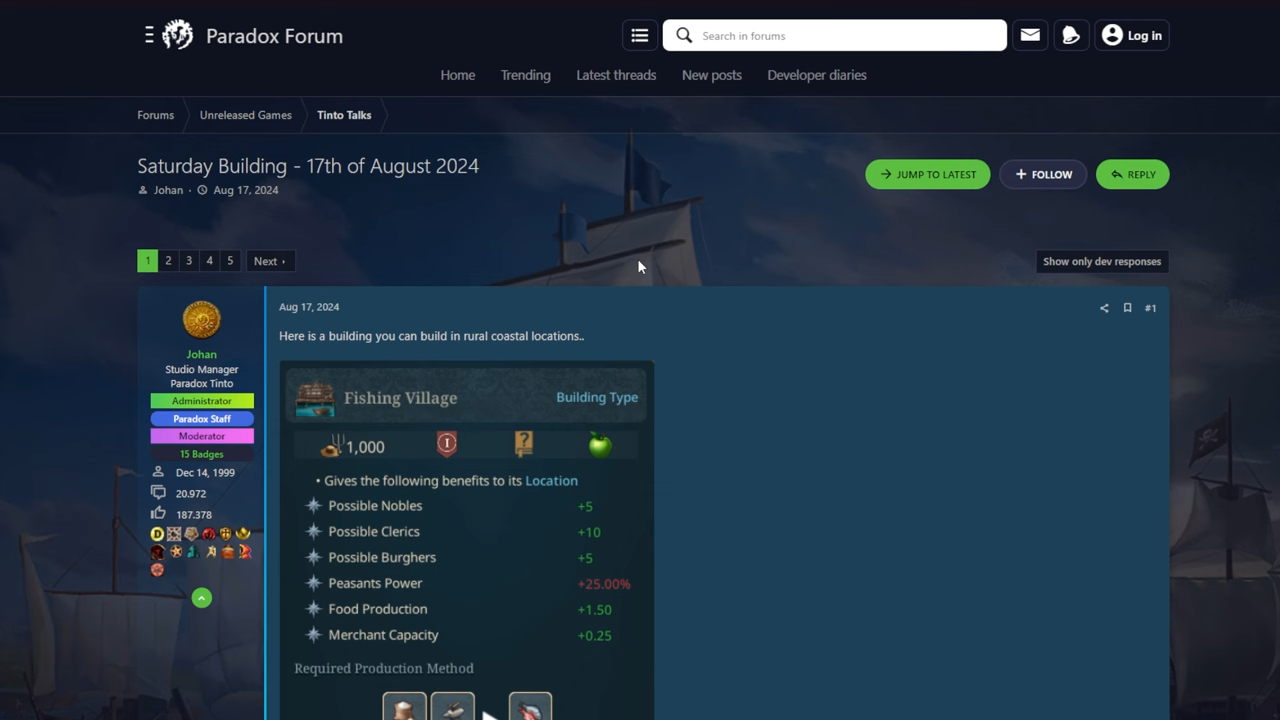 Paradox Forum
Search in forums
Log in
Home Trending Latest threads New posts Developer diaries
Forums Unreleased Games Tinto Talks
Saturday Building - 17th of August 2024
Johan · Aug 17, 2024
JUMP TO LATEST
+ FOLLOW
REPLY
1 2 3 4 5 Next
Show only dev responses
Johan
Studio Manager
Paradox Tinto
Administrator
Paradox Staff
Moderator
15 Badges
Dec 14, 1999
20.972
187.378
Aug 17, 2024
#1
Here is a building you can build in rural coastal locations..
Fishing Village Building Type
1,000 I ?
• Gives the following benefits to its Location
Possible Nobles +5
Possible Clerics +10
Possible Burghers +5
Peasants Power +25.00%
Food Production +1.50
Merchant Capacity +0.25
Required Production Method